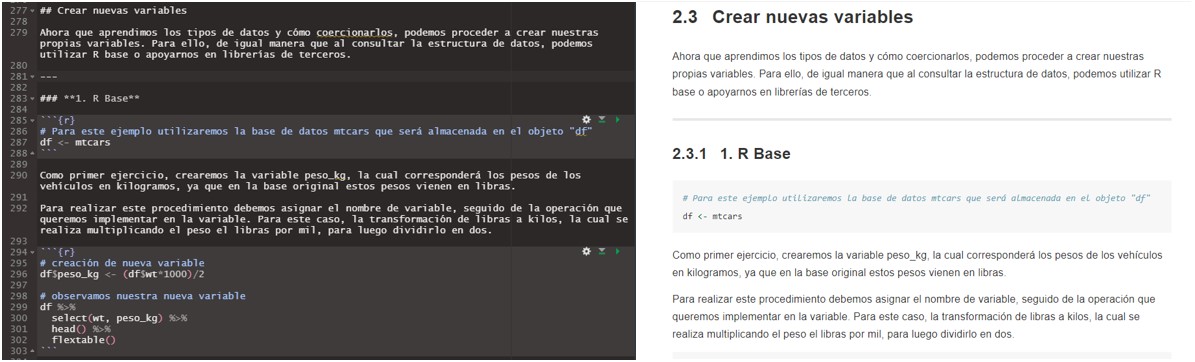 277 ## Crear nuevas variables
278
279 Ahora que aprendimos los tipos de datos y cómo coercionarlos, podemos proceder a crear nuestras
propias variables. Para ello, de igual manera que al consultar la estructura de datos, podemos
utilizar R base o apoyarnos en librerías de terceros.
280
281 ---
282
283 ### **1. R Base**
284
285 ```{r}
286 # Para este ejemplo utilizaremos la base de datos mtcars que será almacenada en el objeto "df"
287 df <- mtcars
288 ```
289
290 Como primer ejercicio, crearemos la variable peso_kg, la cual corresponderá los pesos de los
vehículos en kilogramos, ya que en la base original estos pesos vienen en libras.
291
292 Para realizar este procedimiento debemos asignar el nombre de variable, seguido de la operación que
queremos implementar en la variable. Para este caso, la transformación de libras a kilos, la cual se
realiza multiplicando el peso el libras por mil, para luego dividirlo en dos.
293
294 ```{r}
295 # creación de nueva variable
296 df$peso_kg <- (df$wt*1000)/2
297
298 # observamos nuestra nueva variable
299 df %>%
300 select(wt, peso_kg) %>%
301 head() %>%
302 flextable()
303 ```
2.3 Crear nuevas variables
Ahora que aprendimos los tipos de datos y cómo coercionarlos, podemos proceder a crear nuestras
propias variables. Para ello, de igual manera que al consultar la estructura de datos, podemos utilizar R
base o apoyarnos en librerías de terceros.
2.3.1 1. R Base
# Para este ejemplo utilizaremos la base de datos mtcars que será almacenada en el objeto "df"
df <- mtcars
Como primer ejercicio, crearemos la variable peso_kg, la cual corresponderá los pesos de los vehículos
en kilogramos, ya que en la base original estos pesos vienen en libras.
Para realizar este procedimiento debemos asignar el nombre de variable, seguido de la operación que
queremos implementar en la variable. Para este caso, la transformación de libras a kilos, la cual se
realiza multiplicando el peso el libras por mil, para luego dividirlo en dos.